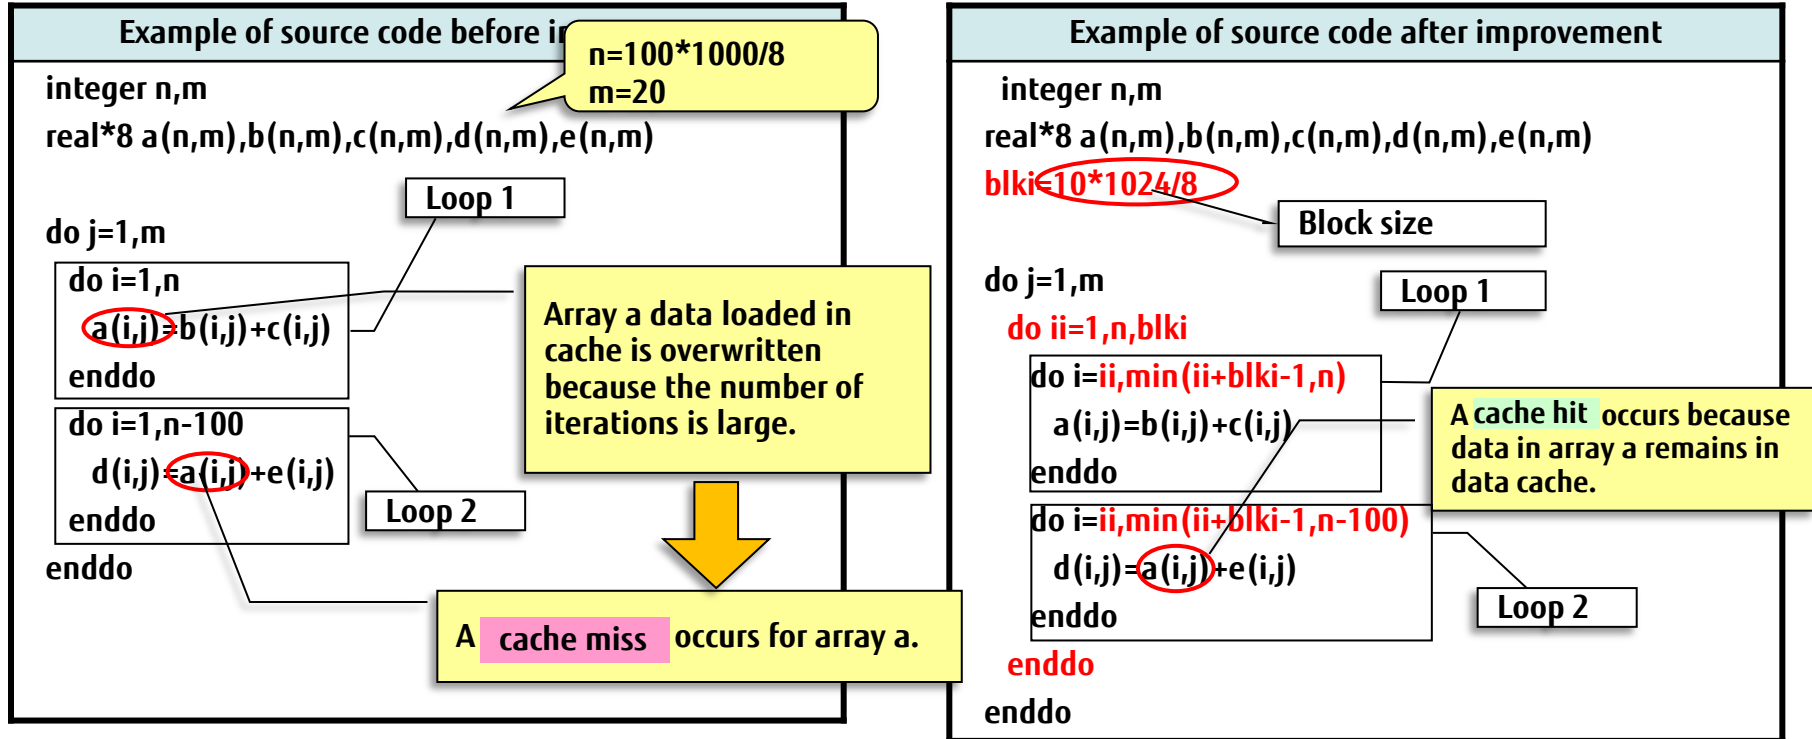 Example of source code before i
n=100*1000/8
m=20
integer n,m
real*8 a(n,m),b(n,m),c(n,m),d(n,m),e(n,m)
Loop 1
do j=1,m
do i=1,n
a(i,j)=b(i,j)+c(i,j)
enddo
do i=1,n-100
d(i,j)=a(i,j)+e(i,j)
enddo
enddo
Loop 2
Array a data loaded in
cache is overwritten
because the number of
iterations is large.
A cache miss occurs for array a.
Example of source code after improvement
integer n,m
real*8 a(n,m),b(n,m),c(n,m),d(n,m),e(n,m)
blki=10*1024/8
Block size
do j=1,m
Loop 1
do ii=1,n,blki
do i=ii,min(ii+blki-1,n)
a(i,j)=b(i,j)+c(i,j)
enddo
do i=ii,min(ii+blki-1,n-100)
d(i,j)=a(i,j)+e(i,j)
enddo
enddo
enddo
A cache hit occurs because
data in array a remains in
data cache.
Loop 2